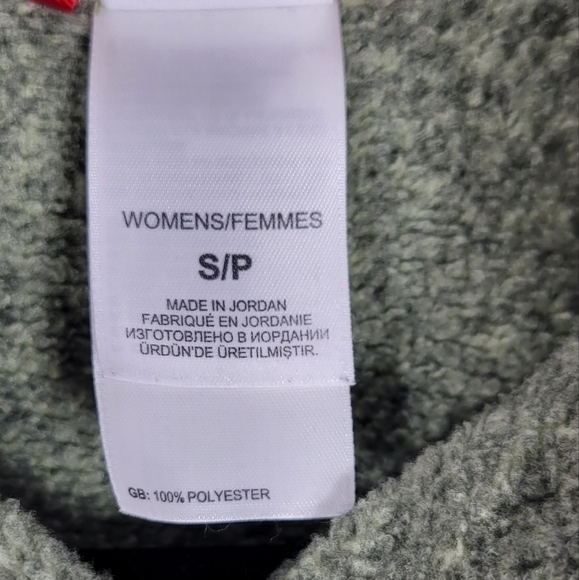 WOMENS/FEMMES
S/P
MADE IN JORDAN
FABRIQUÉ EN JORDANIE
ИЗГОТОВЛЕНО В ИОРДАНИИ
ÜRDÜN'DE ÜRETILMIŞTIR.
GB: 100% POLYESTER